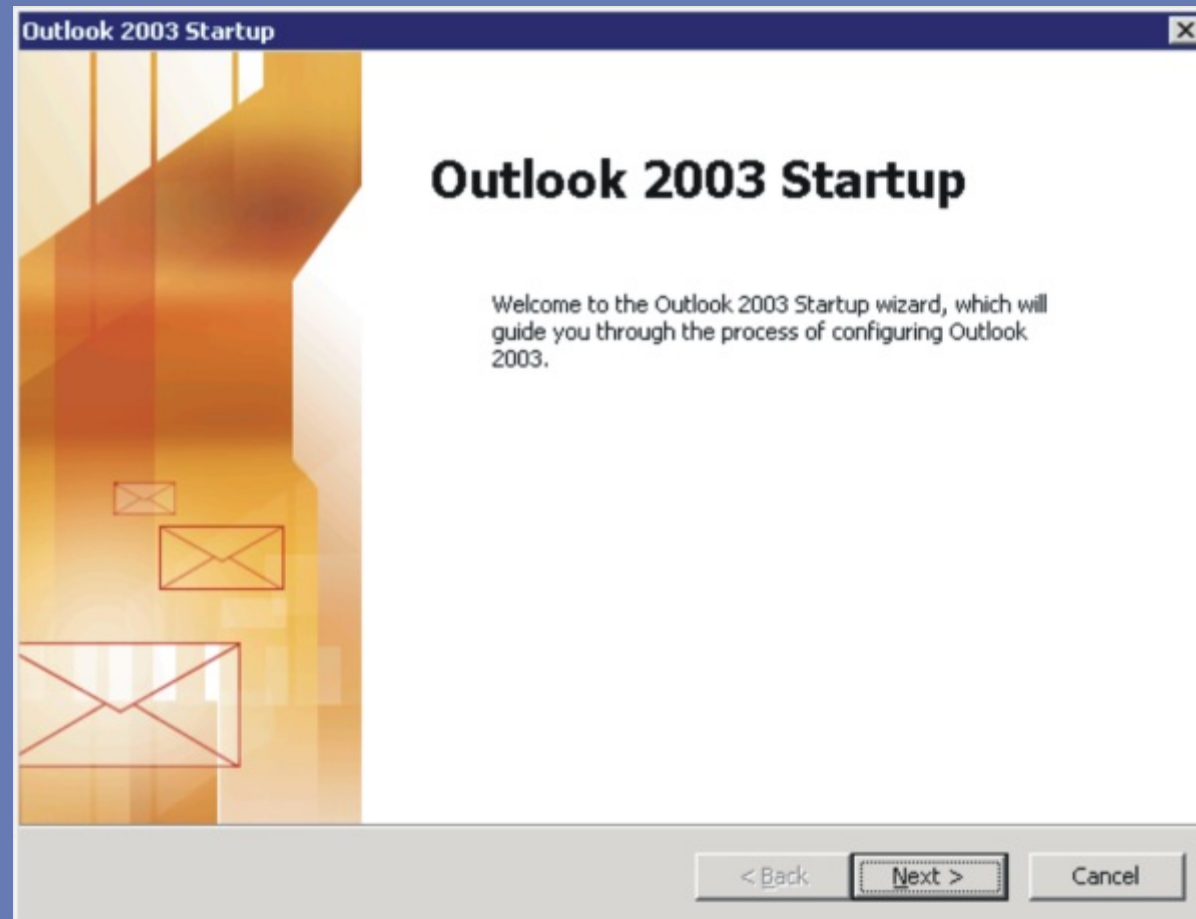 Outlook 2003 Startup
Outlook 2003 Startup
Welcome to the Outlook 2003 Startup wizard, which will
guide you through the process of configuring Outlook
2003.
< Back Next > Cancel